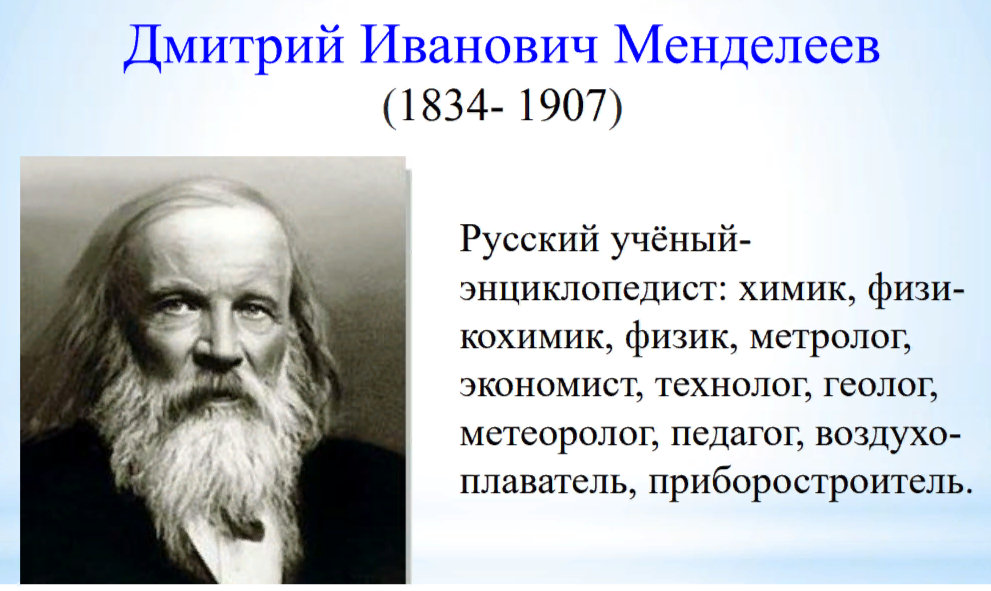 Дмитрий Иванович Менделеев
(1834- 1907)
Русский учёный-
энциклопедист: химик, физи-
кохимик, физик, метролог,
экономист, технолог, геолог,
метеоролог, педагог, воздухо-
плаватель, приборостроитель.